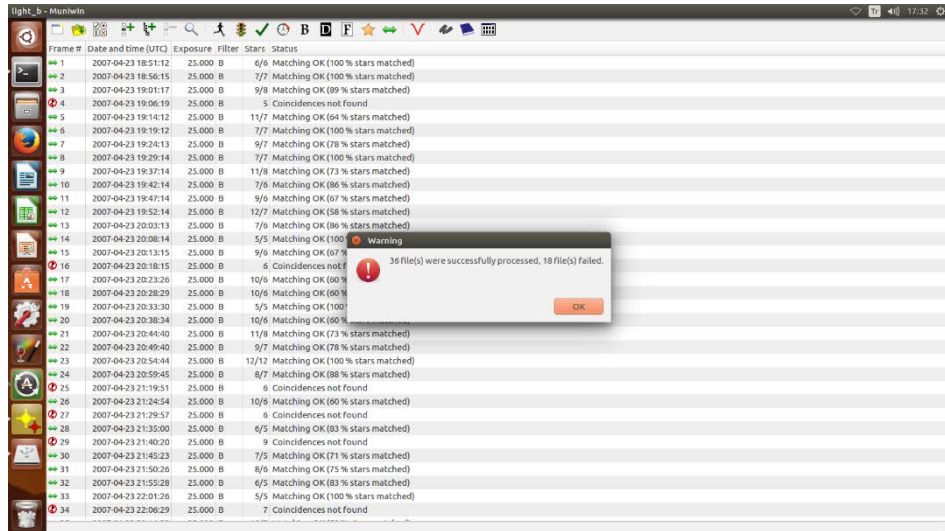 light_b - Muniwin
Tr 17:32
Frame # Date and time (UTC) Exposure Filter Stars Status
1 2007-04-23 18:51:12 25.000 B 6/6 Matching OK (100 % stars matched)
2 2007-04-23 18:56:15 25.000 B 7/7 Matching OK (100 % stars matched)
3 2007-04-23 19:01:17 25.000 B 9/8 Matching OK (89 % stars matched)
4 2007-04-23 19:06:19 25.000 B 5 Coincidences not found
5 2007-04-23 19:14:12 25.000 B 11/7 Matching OK (64 % stars matched)
6 2007-04-23 19:19:12 25.000 B 7/7 Matching OK (100 % stars matched)
7 2007-04-23 19:24:13 25.000 B 9/7 Matching OK (78 % stars matched)
8 2007-04-23 19:29:14 25.000 B 7/7 Matching OK (100 % stars matched)
9 2007-04-23 19:37:14 25.000 B 11/8 Matching OK (73 % stars matched)
10 2007-04-23 19:42:14 25.000 B 7/6 Matching OK (86 % stars matched)
11 2007-04-23 19:47:14 25.000 B 9/6 Matching OK (67 % stars matched)
12 2007-04-23 19:52:14 25.000 B 12/7 Matching OK (58 % stars matched)
13 2007-04-23 20:03:13 25.000 B 7/6 Matching OK (86 % stars matched)
14 2007-04-23 20:08:14 25.000 B 5/5 Matching OK (100
15 2007-04-23 20:13:15 25.000 B 9/6 Matching OK (67 %
16 2007-04-23 20:18:15 25.000 B 6 Coincidences not
17 2007-04-23 20:23:26 25.000 B 10/6 Matching OK (60 %
18 2007-04-23 20:28:29 25.000 B 10/6 Matching OK (60 %
19 2007-04-23 20:33:30 25.000 B 5/5 Matching OK (100
20 2007-04-23 20:38:34 25.000 B 10/6 Matching OK (60 %
21 2007-04-23 20:44:40 25.000 B 11/8 Matching OK (73 % stars matched)
22 2007-04-23 20:49:40 25.000 B 9/7 Matching OK (78 % stars matched)
23 2007-04-23 20:54:44 25.000 B 12/12 Matching OK (100 % stars matched)
24 2007-04-23 20:59:45 25.000 B 8/7 Matching OK (88 % stars matched)
25 2007-04-23 21:19:51 25.000 B 6 Coincidences not found
26 2007-04-23 21:24:54 25.000 B 10/6 Matching OK (60 % stars matched)
27 2007-04-23 21:29:57 25.000 B 6 Coincidences not found
28 2007-04-23 21:35:00 25.000 B 6/5 Matching OK (83 % stars matched)
29 2007-04-23 21:40:20 25.000 B 9 Coincidences not found
30 2007-04-23 21:45:23 25.000 B 7/5 Matching OK (71 % stars matched)
31 2007-04-23 21:50:26 25.000 B 8/6 Matching OK (75 % stars matched)
32 2007-04-23 21:55:28 25.000 B 6/5 Matching OK (83 % stars matched)
33 2007-04-23 22:01:26 25.000 B 5/5 Matching OK (100 % stars matched)
34 2007-04-23 22:06:29 25.000 B 7 Coincidences not found
Warning
36 file(s) were successfully processed, 18 file(s) failed.
OK